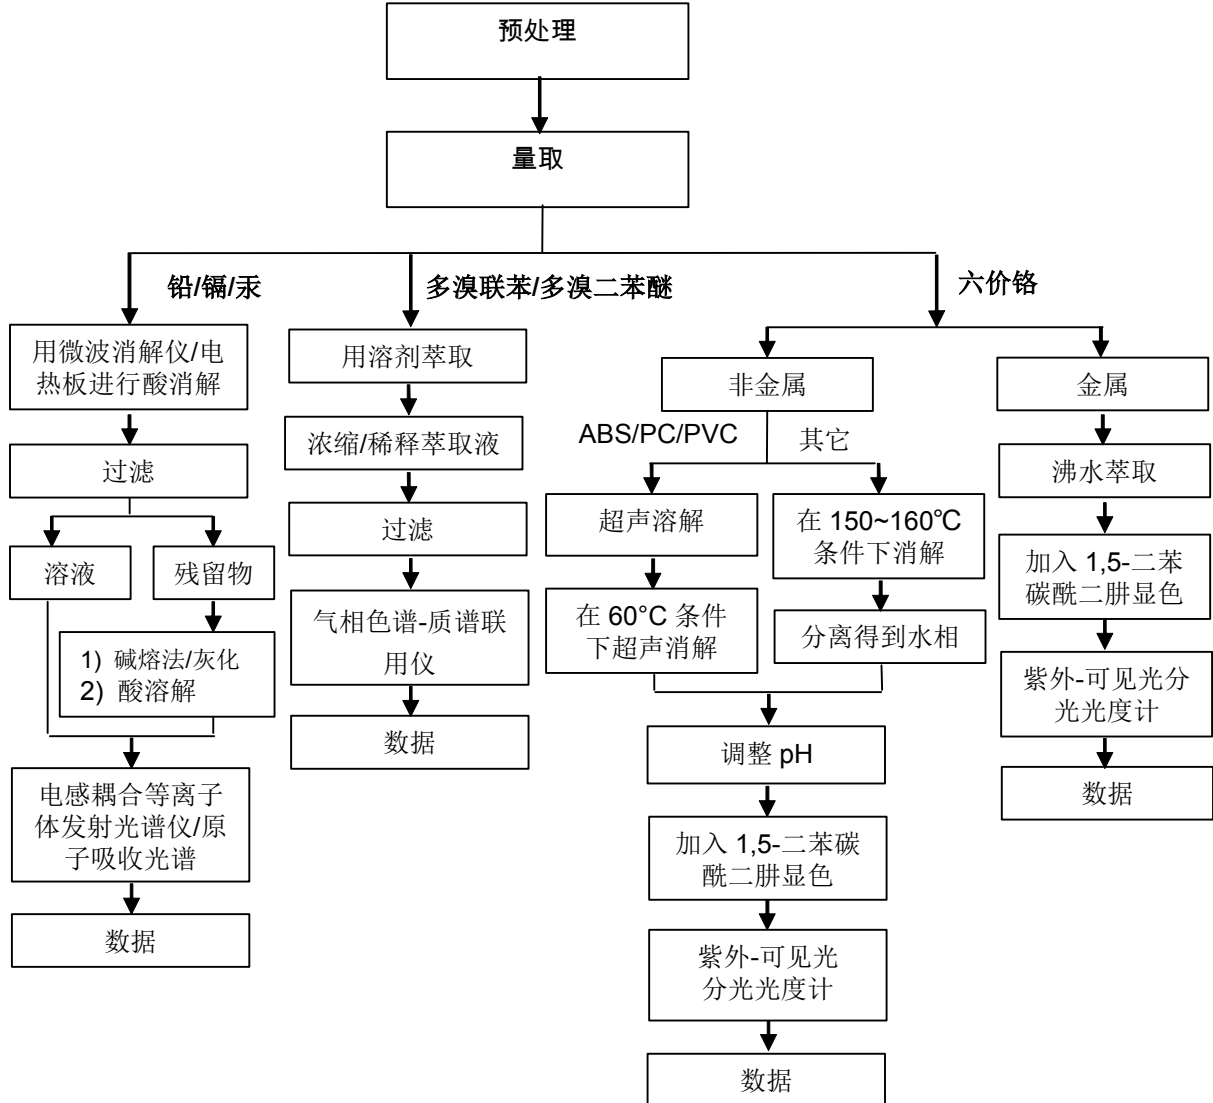 预处理
量取
铅/镉/汞
多溴联苯/多溴二苯醚
六价铬
用微波消解仪/电
热板进行酸消解
过滤
溶液
残留物
1) 碱熔法/灰化
2) 酸溶解
电感耦合等离子
体发射光谱仪/原
子吸收光谱
数据
用溶剂萃取
浓缩/稀释萃取液
过滤
气相色谱-质谱联
用仪
数据
非金属
ABS/PC/PVC
其它
超声溶解
在 60°C 条件
下超声消解
在 150~160℃
条件下消解
分离得到水相
调整 pH
加入 1,5-二苯碳
酰二肼显色
紫外-可见光
分光光度计
数据
金属
沸水萃取
加入 1,5-二苯
碳酰二肼显色
紫外-可见光分
光光度计
数据